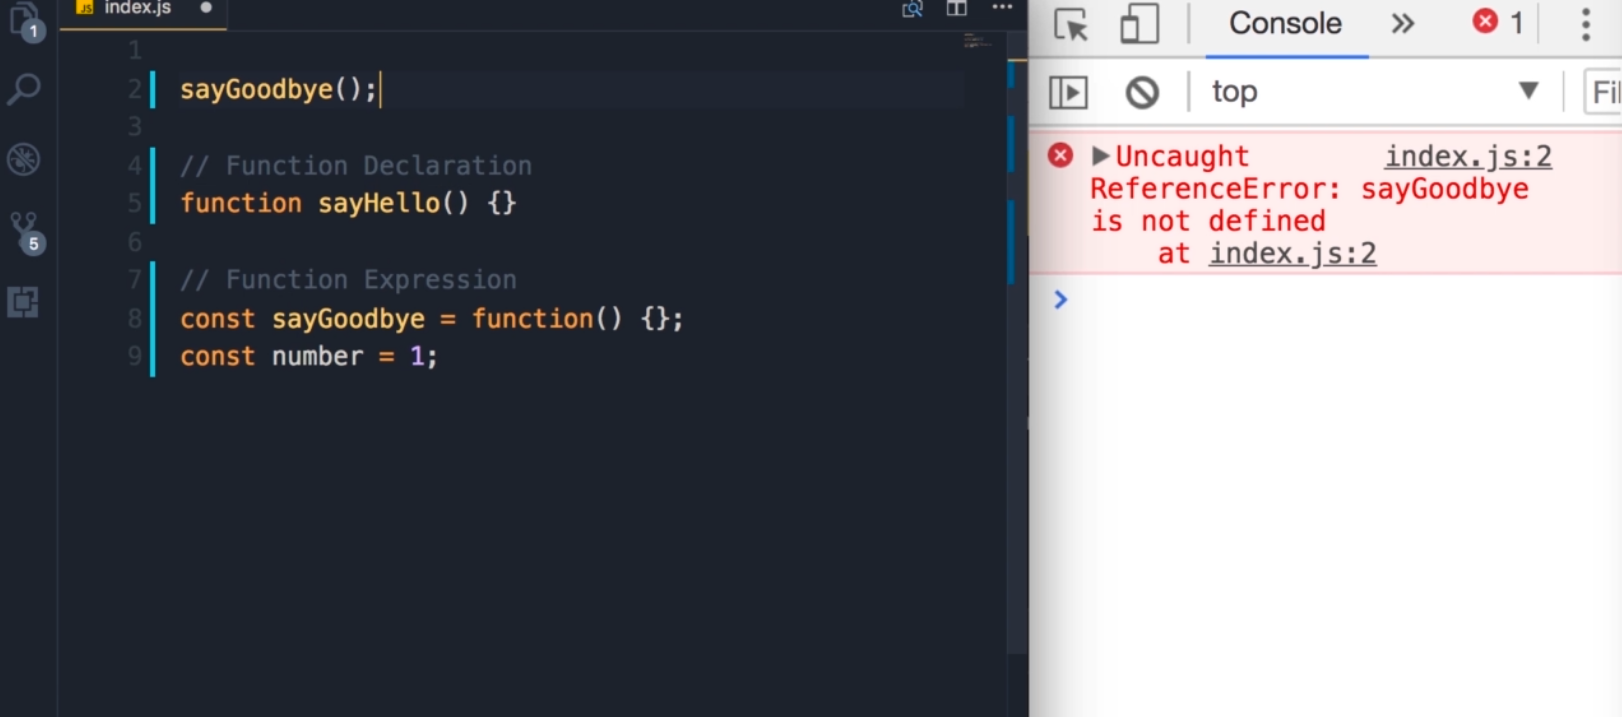 JS index.js
1
1
2 sayGoodbye();
3
4 // Function Declaration
5 function sayHello() {}
6
7 // Function Expression
8 const sayGoodbye = function() {};
9 const number = 1;
5
Console » 1
top Fil
Uncaught index.js:2
ReferenceError: sayGoodbye
is not defined
at index.js:2